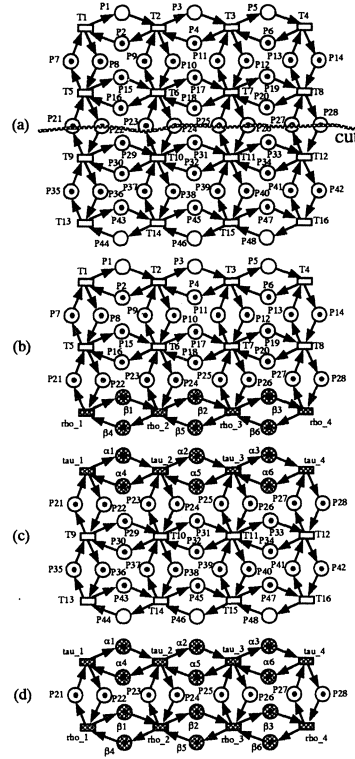 P1 P3 P5
T1 T2 T3 T4
P2 P4 P6
P7 P8 P9 P10 P11 P12 P13 P14
P15 P17 P19
T5 T6 T7 T8
P16 P18 P20
(a) P21 P22 P23 P24 P25 P27 P28
cut
P29 P31 P33
T9 T10 T11 T12
P30 P32 P34
P35 P36 P37 P38 P39 P40 P41 P42
P43 P45 P47
T13 T14 T15 T16
P44 P46 P48
P1 P3 P5
T1 T2 T3 T4
P2 P4 P6
P7 P8 P9 P10 P11 P12 P13 P14
(b) P15 P17 P19
T5 T6 T7 T8
P16 P18 P20
P21 P22 P23 P24 P25 P26 P27 P28
β1 β2 β3
rho_1 rho_2 rho_3 rho_4
β4 β5 β6
α1 α2 α3
tau_1 tau_2 tau_3 tau_4
α4 α5 α6
P21 P22 P23 P24 P25 P26 P27 P28
(c) P29 P31 P33
T9 T10 T11 T12
P30 P32 P34
P35 P36 P37 P38 P39 P40 P41 P42
P43 P45 P47
T13 T14 T15 T16
P44 P46 P48
α1 α2 α3
tau_1 tau_2 tau_3 tau_4
α4 α5 α6
(d) P21 P22 P23 P24 P25 P26 P27 P28
β1 β2 β3
rho_1 rho_2 rho_3 rho_4
β4 β5 β6